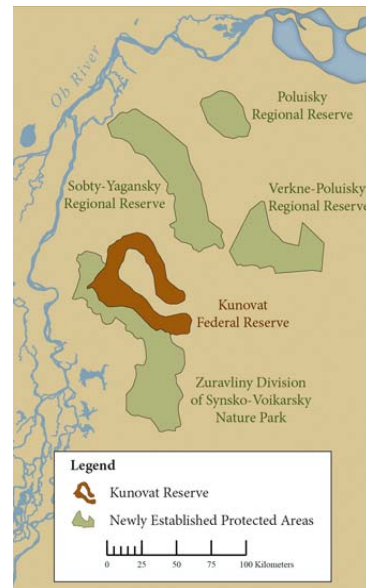 Ob River
Poluisky
Regional Reserve
Sobty-Yagansky
Regional Reserve
Verkne-Poluisky
Regional Reserve
Kunovat
Federal Reserve
Zuravliny Division
of Synsko-Voikarsky
Nature Park
Legend
Kunovat Reserve
Newly Established Protected Areas
0 25 50 75 100 Kilometers